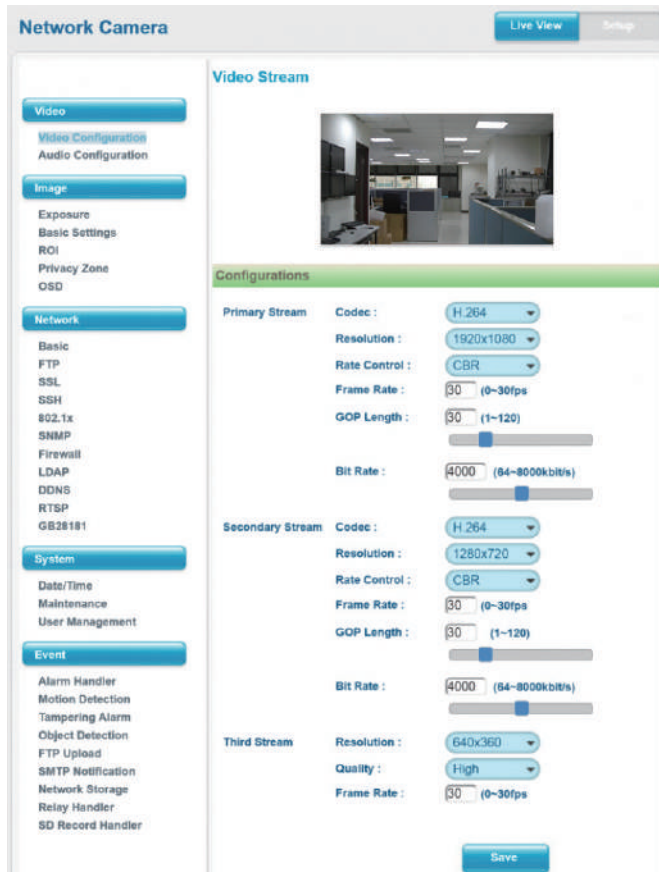 Network Camera
Live View
Setup
Video
Video Configuration
Audio Configuration
Image
Exposure
Basic Settings
ROI
Privacy Zone
OSD
Network
Basic
FTP
SSL
SSH
802.1x
SNMP
Firewall
LDAP
DDNS
RTSP
GB28181
System
Date/Time
Maintenance
User Management
Event
Alarm Handler
Motion Detection
Tampering Alarm
Object Detection
FTP Upload
SMTP Notification
Network Storage
Relay Handler
SD Record Handler
Video Stream
Configurations
Primary Stream Codec : H.264
Resolution : 1920x1080
Rate Control : CBR
Frame Rate : 30 (0~30fps
GOP Length : 30 (1~120)
Bit Rate : 4000 (64~8000kbit/s)
Secondary Stream Codec : H.264
Resolution : 1280x720
Rate Control : CBR
Frame Rate : 30 (0~30fps
GOP Length : 30 (1~120)
Bit Rate : 4000 (64~8000kbit/s)
Third Stream Resolution : 640x360
Quality : High
Frame Rate : 30 (0~30fps
Save